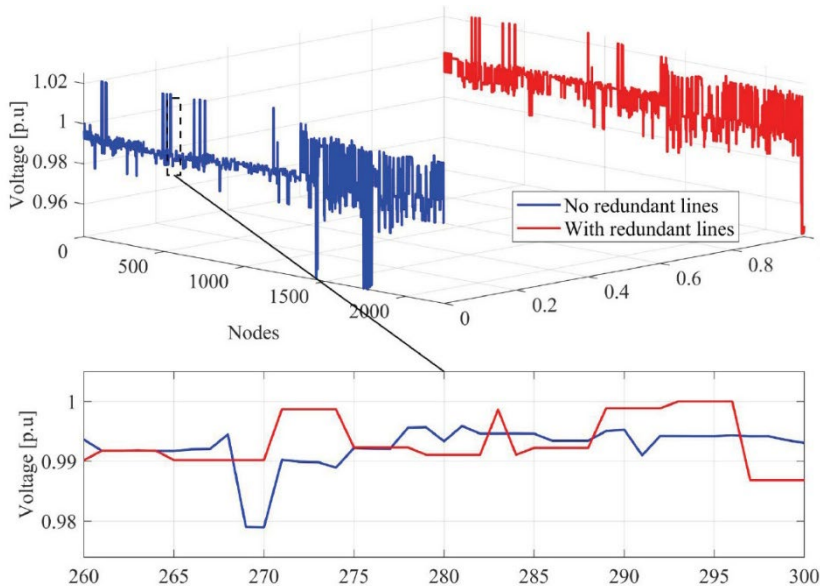 Voltage [p.u]
1.02
1
0.98
0.96
0
500
1000
1500
2000
Nodes
0
0.2
0.4
0.6
0.8
No redundant lines
With redundant lines
Voltage [p.u]
1
0.99
0.98
260 265 270 275 280 285 290 295 300